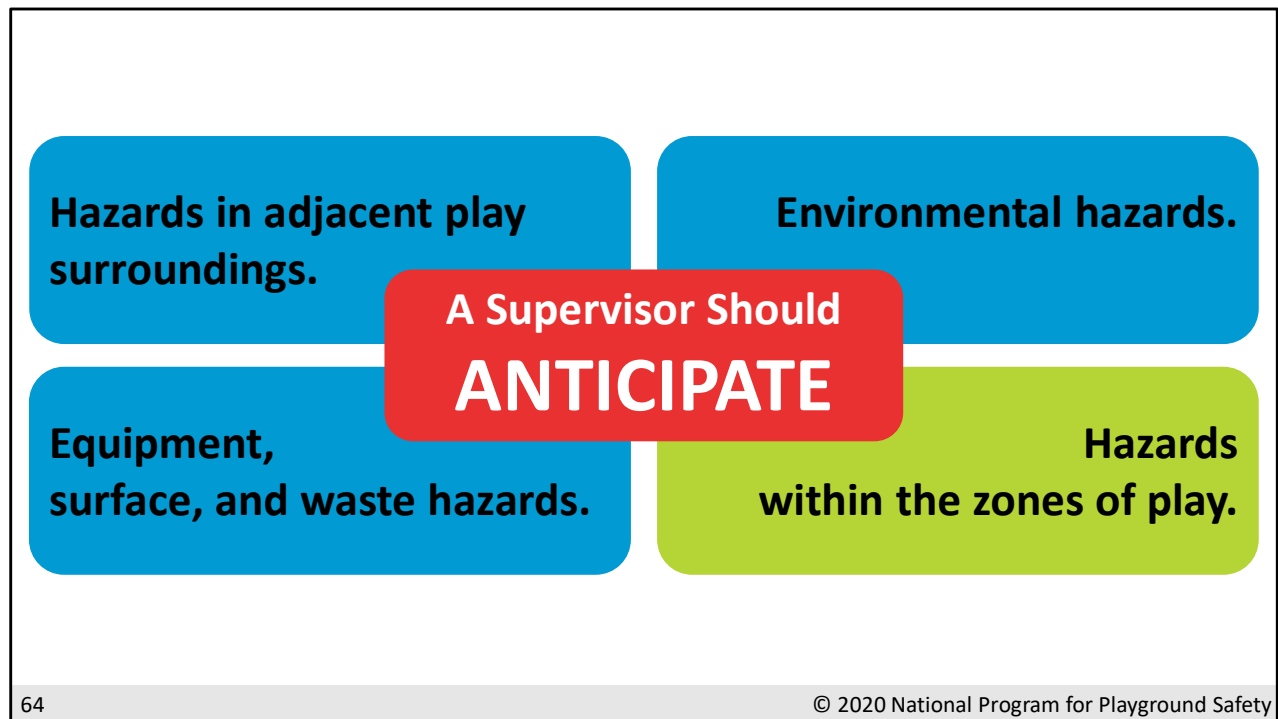 Hazards in adjacent play
surroundings.
Environmental hazards.
A Supervisor Should
ANTICIPATE
Equipment,
surface, and waste hazards.
Hazards
within the zones of play.
64
© 2020 National Program for Playground Safety